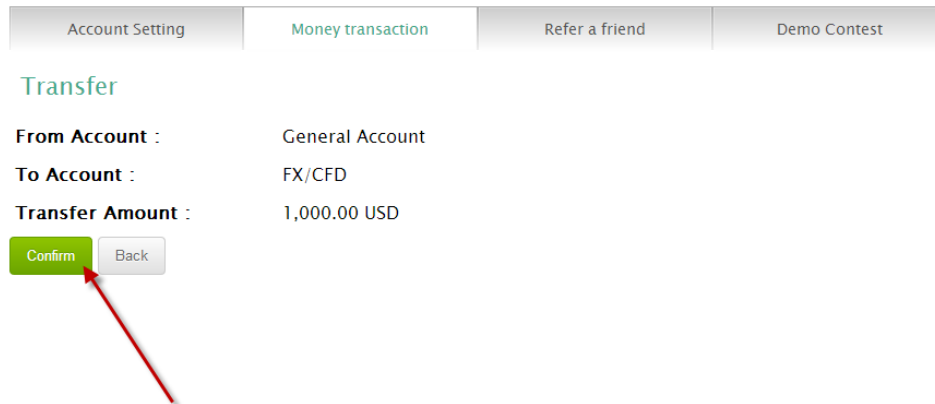 Account Setting Money transaction Refer a friend Demo Contest
Transfer
From Account : General Account
To Account : FX/CFD
Transfer Amount : 1,000.00 USD
Confirm Back